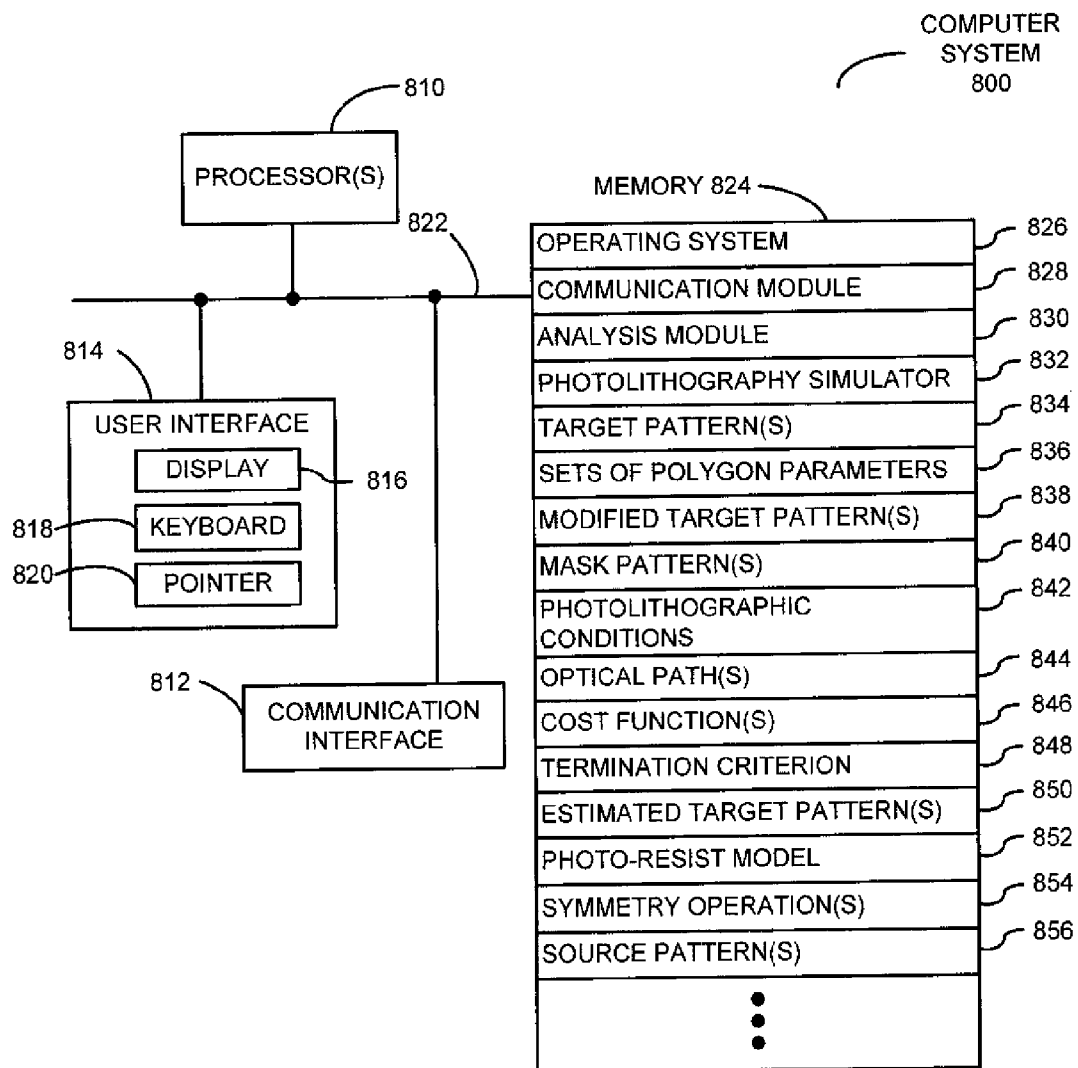 COMPUTER
SYSTEM
800
810
PROCESSOR(S)
MEMORY 824
822
OPERATING SYSTEM
826
COMMUNICATION MODULE
828
ANALYSIS MODULE
830
PHOTOLITHOGRAPHY SIMULATOR
832
TARGET PATTERN(S)
834
SETS OF POLYGON PARAMETERS
836
MODIFIED TARGET PATTERN(S)
838
MASK PATTERN(S)
840
PHOTOLITHOGRAPHIC
CONDITIONS
842
OPTICAL PATH(S)
844
COST FUNCTION(S)
846
TERMINATION CRITERION
848
ESTIMATED TARGET PATTERN(S)
850
PHOTO-RESIST MODEL
852
SYMMETRY OPERATION(S)
854
SOURCE PATTERN(S)
856
814
USER INTERFACE
DISPLAY
816
818
KEYBOARD
820
POINTER
812
COMMUNICATION
INTERFACE